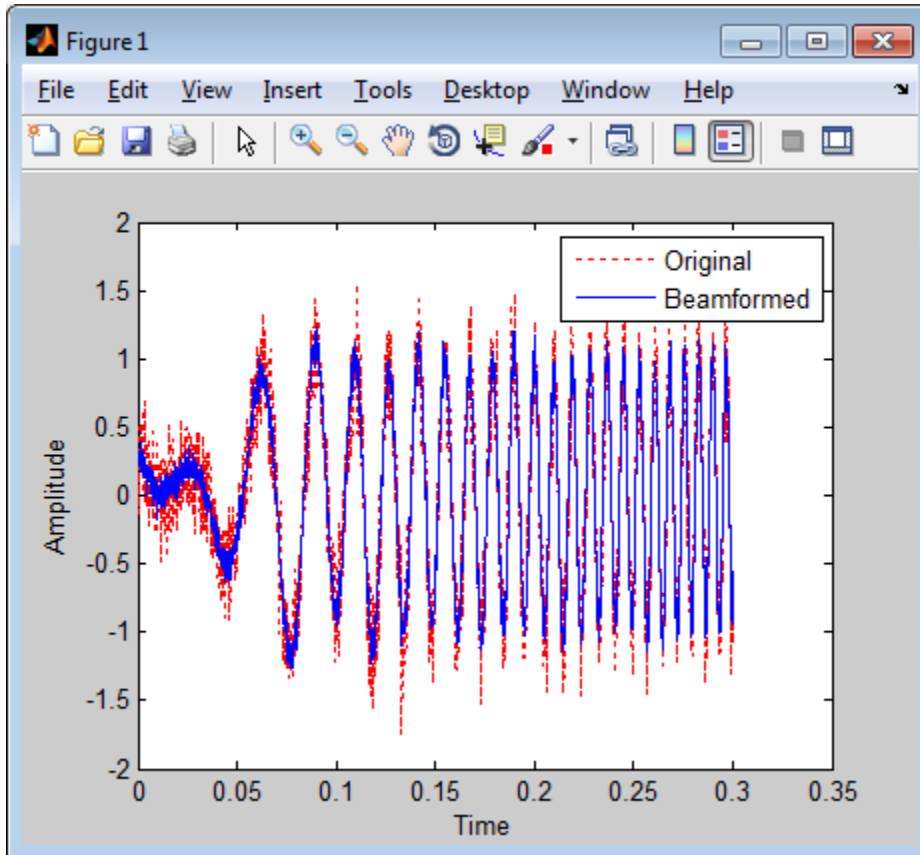 Figure 1
File Edit View Insert Tools Desktop Window Help
Original
Beamformed
2
1.5
1
0.5
0
-0.5
-1
-1.5
-2
Amplitude
0 0.05 0.1 0.15 0.2 0.25 0.3 0.35
Time